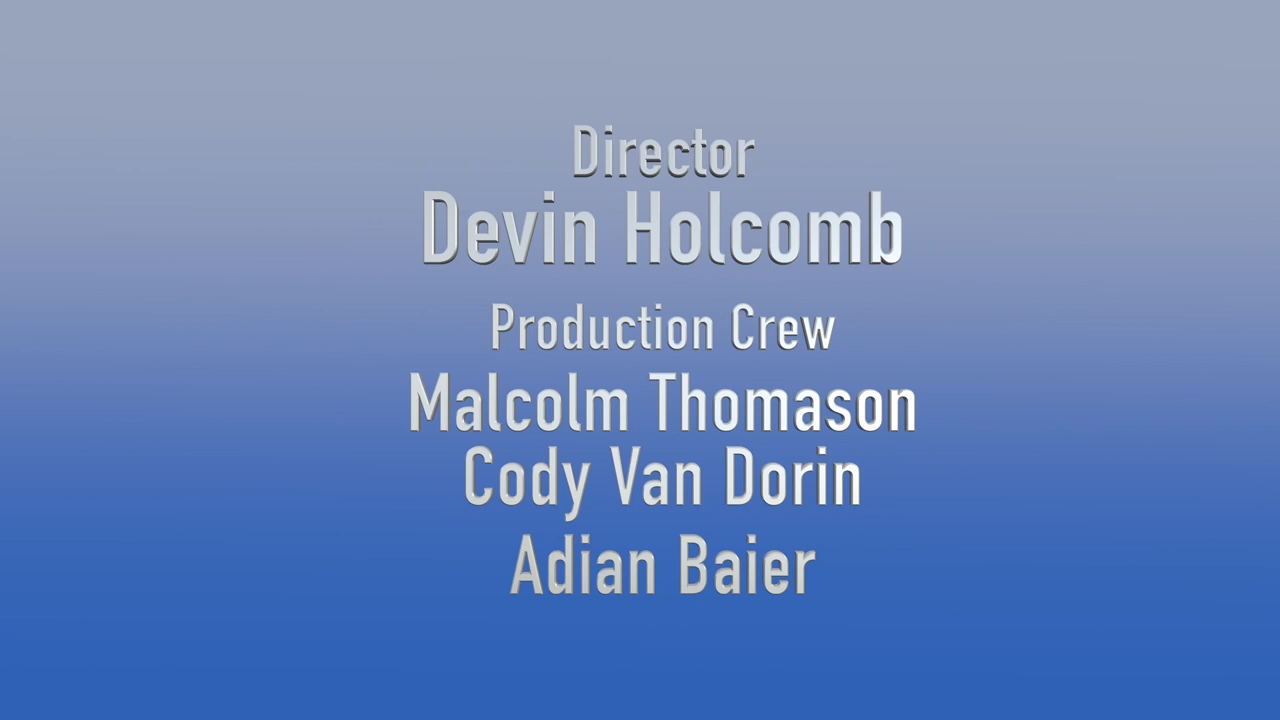 Director
Devin Holcomb
Production Crew
Malcolm Thomason
Cody Van Dorin
Adian Baier